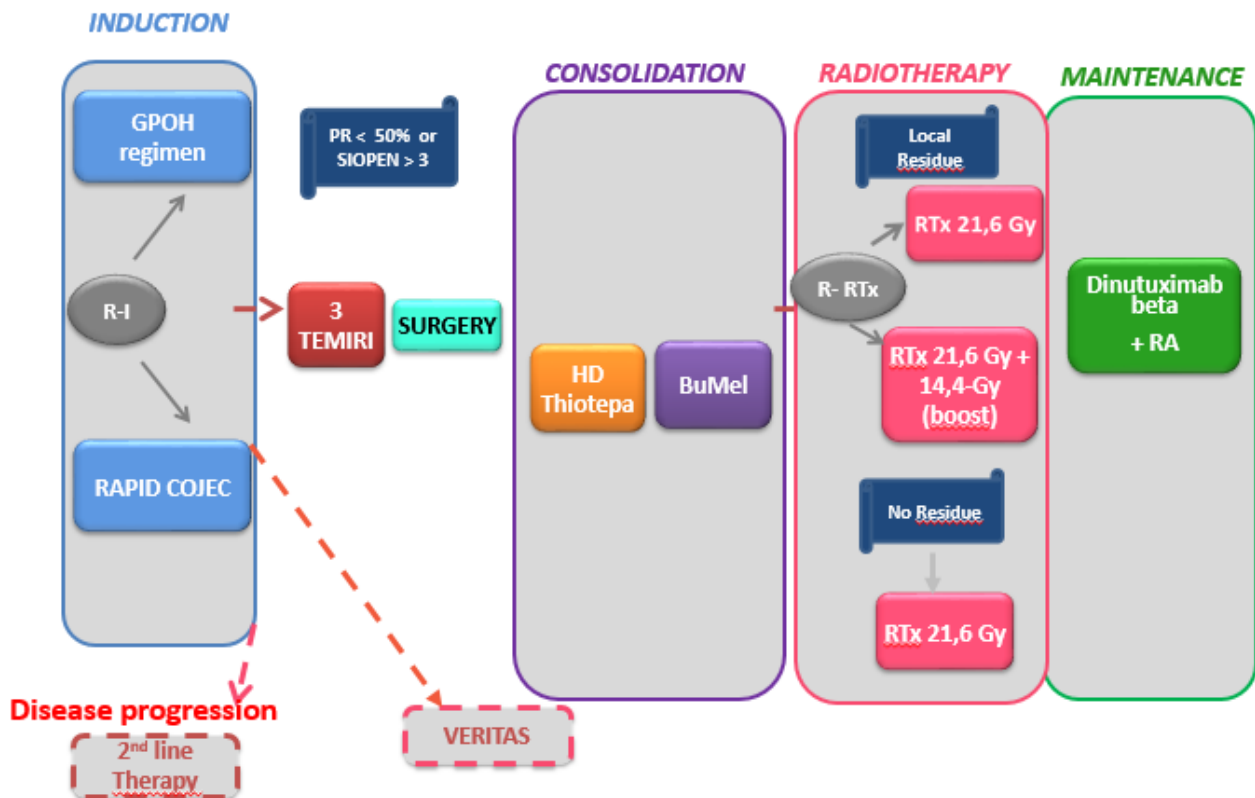 INDUCTION
GPOH
regimen
R-I
RAPID COJEC
Disease progression
2nd line
Therapy
PR < 50% or
SIOPEN > 3
3
TEMIRI
SURGERY
VERITAS
CONSOLIDATION
HD
Thiotepa
BuMel
RADIOTHERAPY
Local
Residue
RTx 21,6 Gy
R- RTx
RTx 21,6 Gy +
14,4-Gy
(boost)
No Residue
RTx 21,6 Gy
MAINTENANCE
Dinutuximab
beta
+ RA